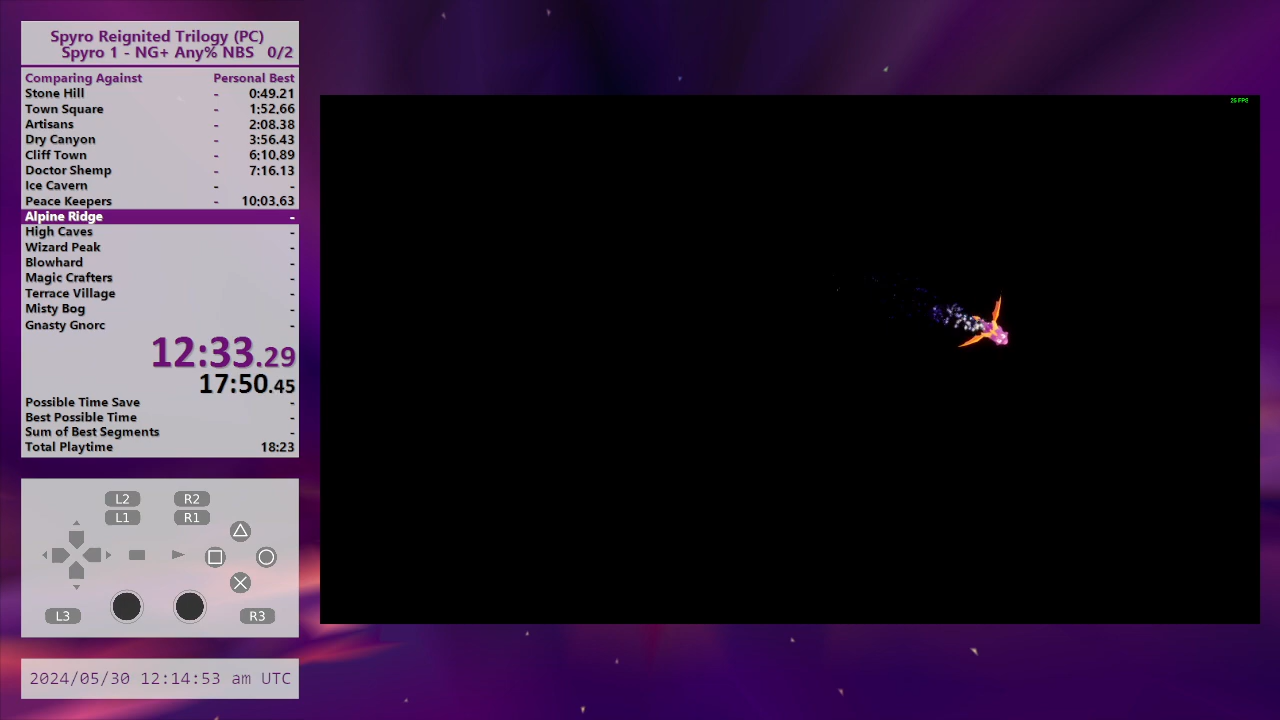 Spyro Reignited Trilogy (PC)
Spyro 1 - NG+ Any% NBS 0/2
Comparing Against Personal Best
Stone Hill - 0:49.21
Town Square - 1:52.66
Artisans - 2:08.38
Dry Canyon - 3:56.43
Cliff Town - 6:10.89
Doctor Shemp - 7:16.13
Ice Cavern - -
Peace Keepers - 10:03.63
Alpine Ridge -
High Caves -
Wizard Peak -
Blowhard -
Magic Crafters -
Terrace Village -
Misty Bog -
Gnasty Gnorc -
12:33.29
17:50.45
Possible Time Save -
Best Possible Time -
Sum of Best Segments -
Total Playtime 18:23
L2 R2
L1 R1
L3 R3
2024/05/30 12:14:53 am UTC
25 FPS